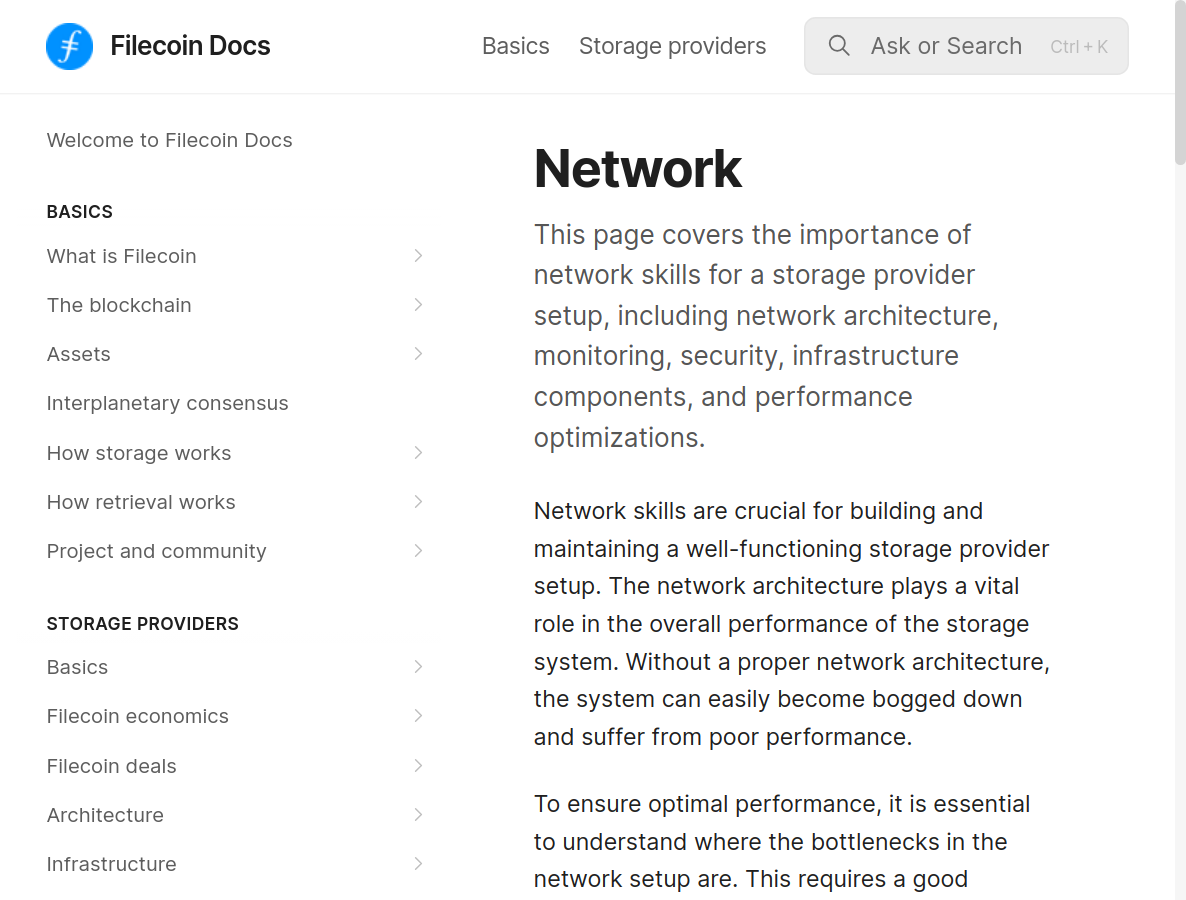 Filecoin Docs
Basics
Storage providers
Ask or Search
Ctrl + K
Welcome to Filecoin Docs
BASICS
What is Filecoin
The blockchain
Assets
Interplanetary consensus
How storage works
How retrieval works
Project and community
STORAGE PROVIDERS
Basics
Filecoin economics
Filecoin deals
Architecture
Infrastructure
Network
This page covers the importance of
network skills for a storage provider
setup, including network architecture,
monitoring, security, infrastructure
components, and performance
optimizations.
Network skills are crucial for building and
maintaining a well-functioning storage provider
setup. The network architecture plays a vital
role in the overall performance of the storage
system. Without a proper network architecture,
the system can easily become bogged down
and suffer from poor performance.
To ensure optimal performance, it is essential
to understand where the bottlenecks in the
network setup are. This requires a good